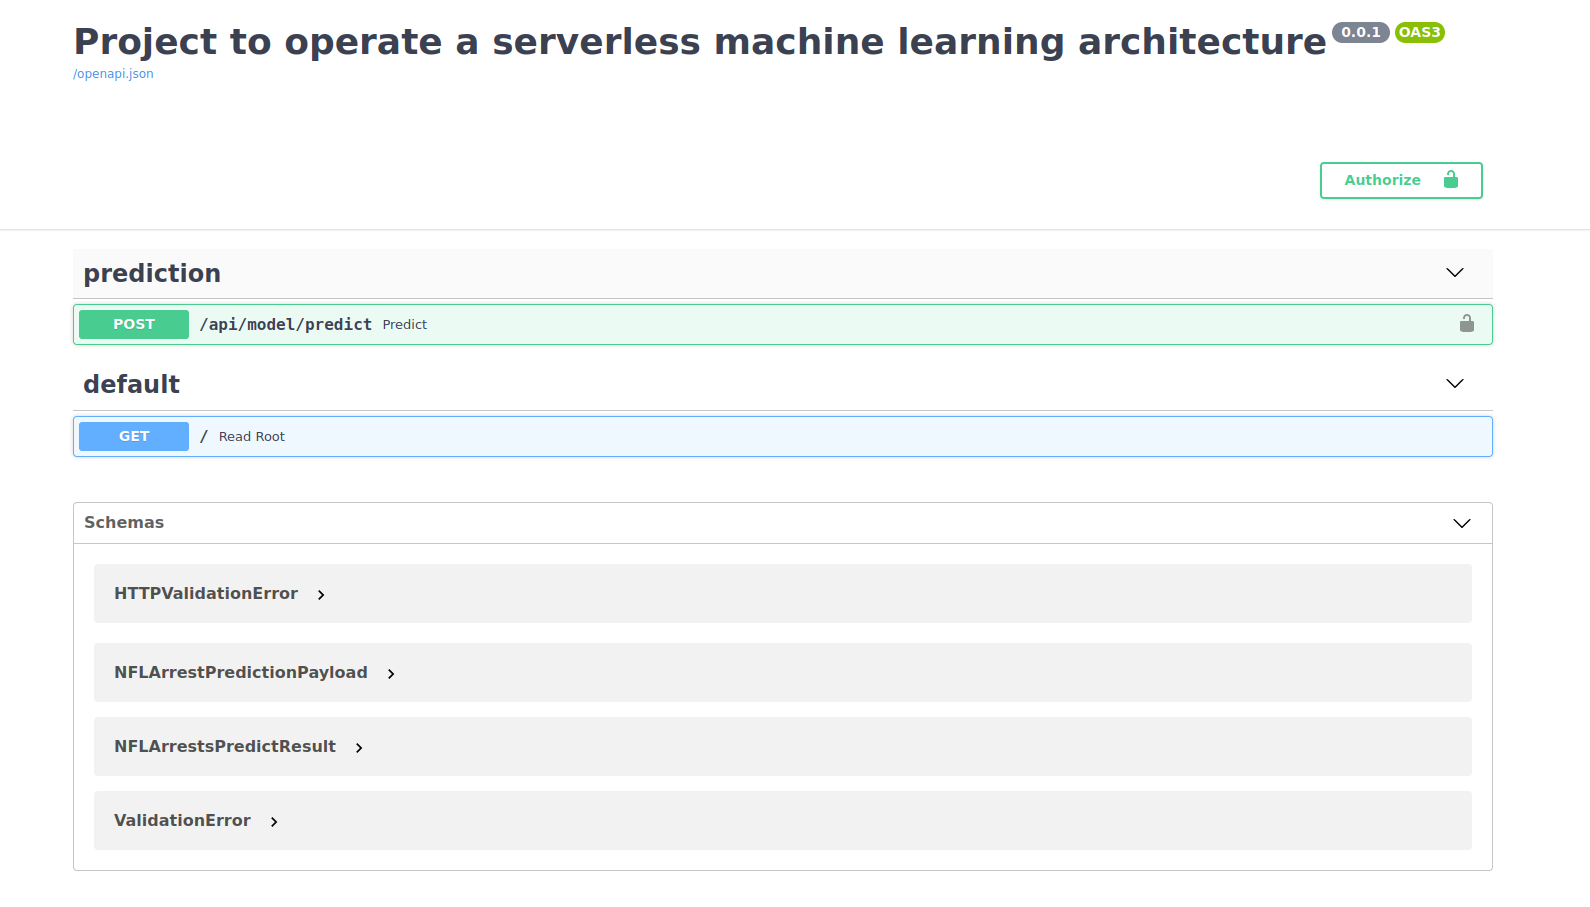 Project to operate a serverless machine learning architecture 0.0.1 OAS3
/openapi.json
Authorize
prediction
POST /api/model/predict Predict
default
GET / Read Root
Schemas
HTTPValidationError
NFLArrestPredictionPayload
NFLArrestsPredictResult
ValidationError